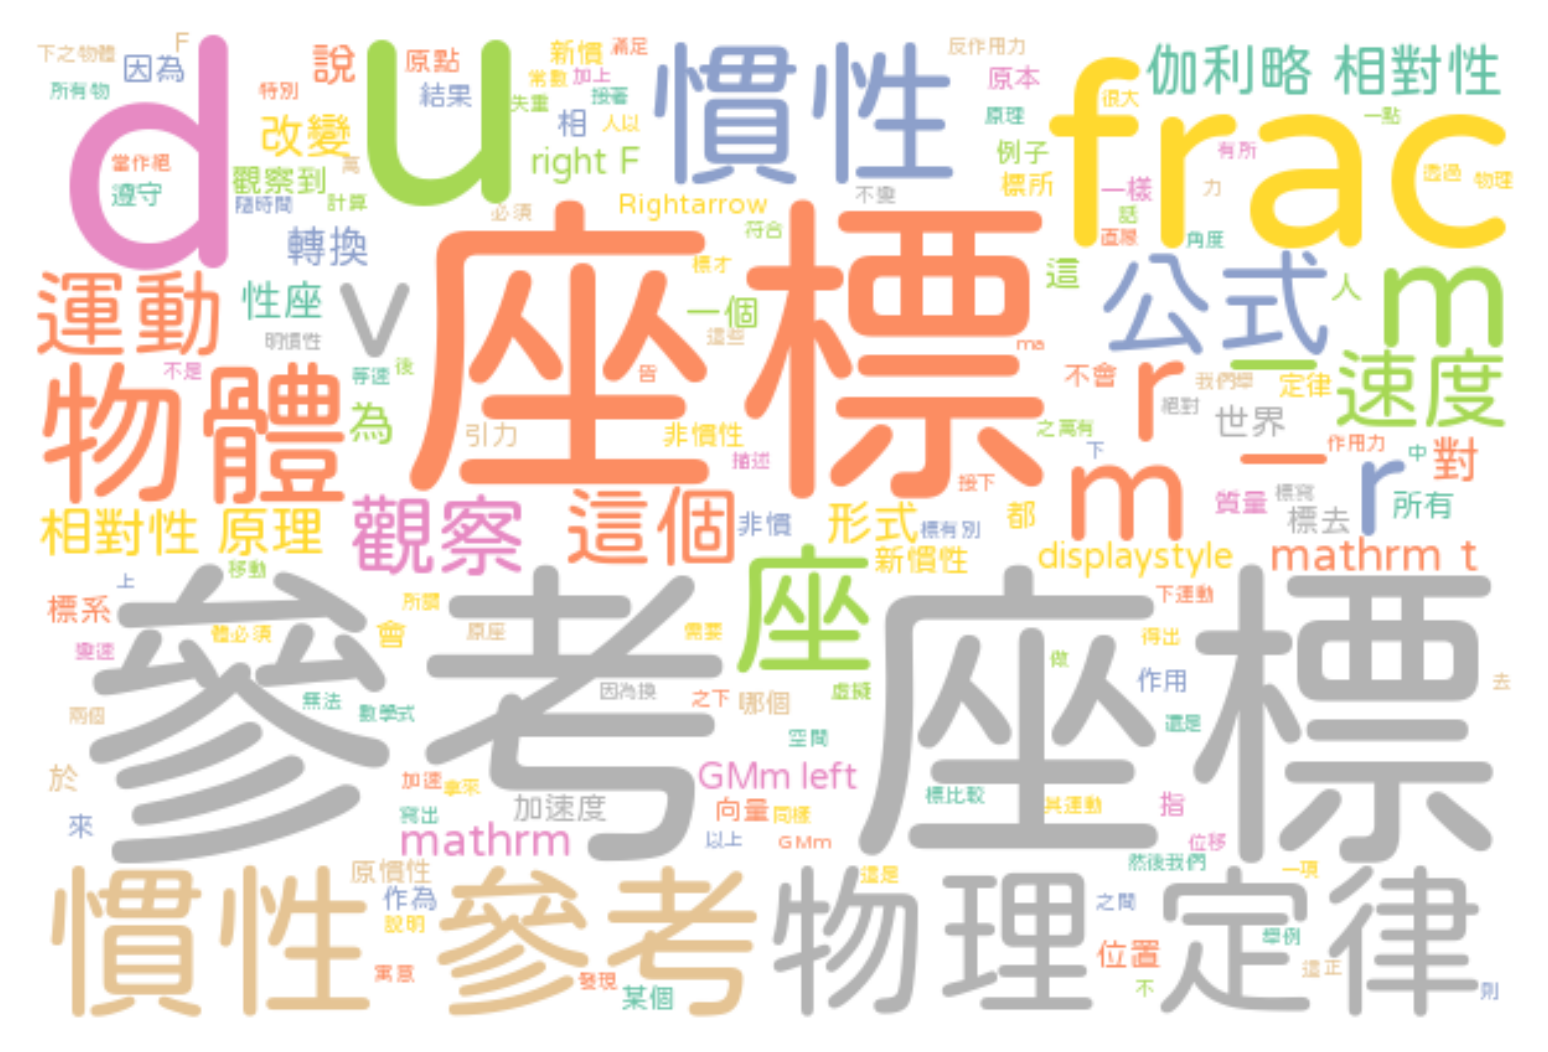 下之物體
F
因為
所有物
d
特別
說
改變
u
原點
結果
新慣
滿足
常數
加上
接著
失重
相
人以
right F
慣性
反作用力
原本
原理
例子
標所
frac
很大
伽利略 相對性
一點
有所
透過
物理
一樣
力
話
直線
角度
當作絕
遵守
觀察到
萬
隨時間
計算
轉換
必須
Rightarrow
不變
符合
標才
座標
一個
這些
這
ma
公式
人
m
運動
性座
明慣性
v
不是
等速
後
物體
為
引力
皆
非慣性
描述
接下
不會
r
我們舉
絕對
定律
世界
速度
之萬有
下
作用力
中
對
相對性 原理
觀察
這個
非慣
形式
標有別
都
新慣性
m
質量
標寫
標去
r
所有
displaystyle
mathrm t
移動
上
標系
體必須
變速
會
所謂
原座
需要
座
下運動
得出
做
作用
參考座標
去
無法
兩個
數學式
因為換
之下
哪個
虛擬
還是
空間
於
加速
拿來
GMm left
來
寫出
加速度
向量
同樣
標比較
其運動
指
mathrm
以上
GMm
位移
然後我們
原慣性
作為
說明
這是
一項
之間
慣性
參考
物理
定律
舉例
位置
這正
寓意
發現
某個
不
則